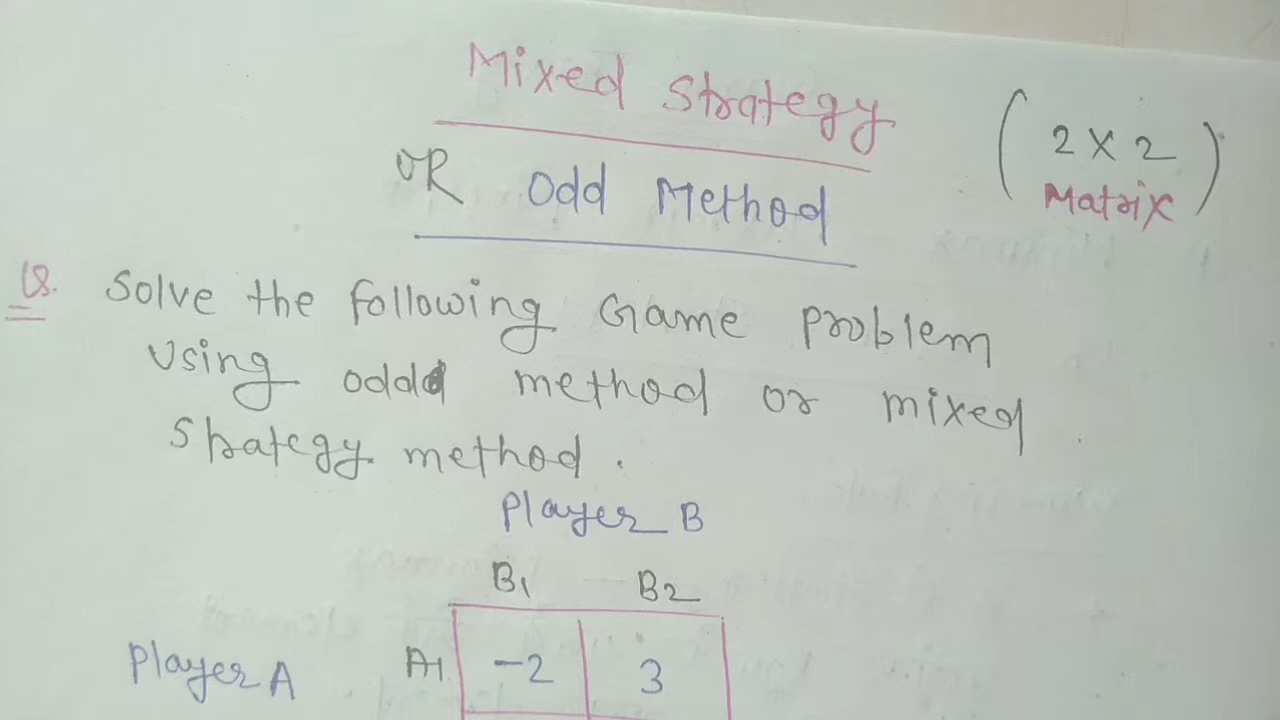 Mixed Strategy
OR Odd Method
(2×2 Matrix)
Q. Solve the following Game problem
using odd method or mixed
strategy method.
Player B
B1 B2
Player A A1 -2 3